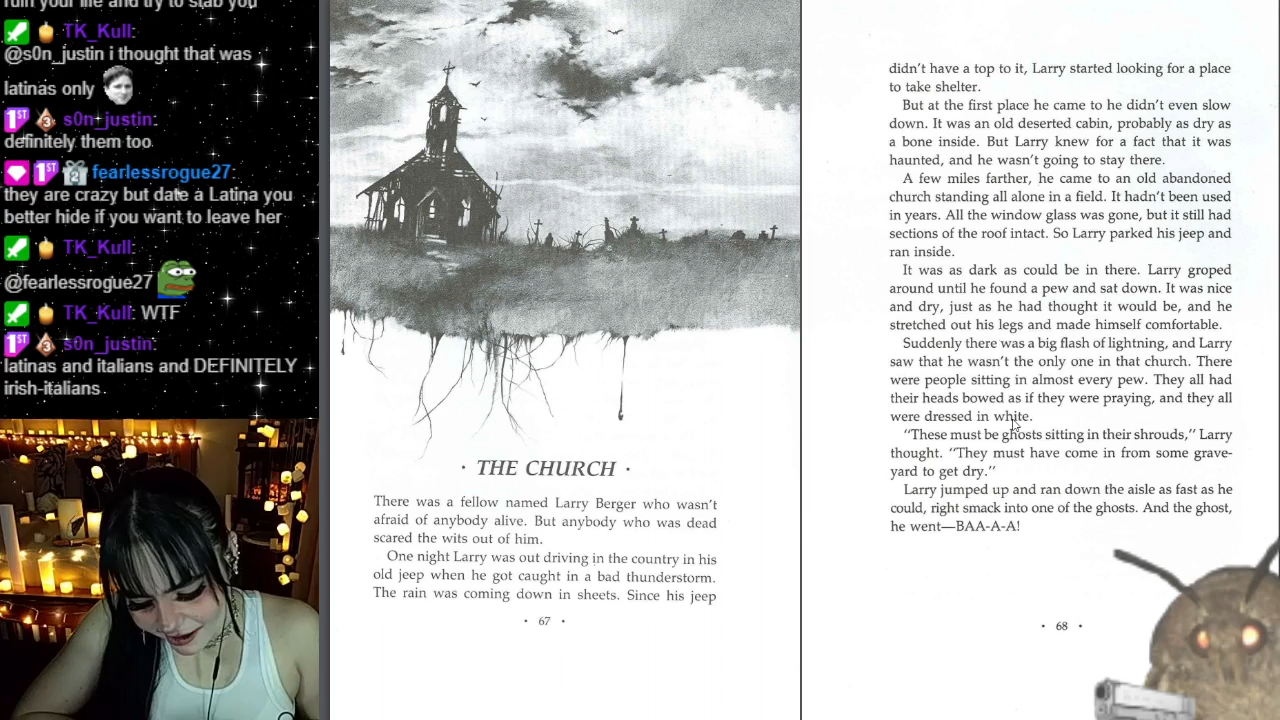 ruin your life and try to stab you
TK_Kull:
@s0n_justin i thought that was
latinas only
1ST s0n_justin:
definitely them too
1ST 2 fearlessrogue27:
they are crazy but date a Latina you
better hide if you want to leave her
TK_Kull:
@fearlessrogue27
TK_Kull: WTF
1ST s0n_justin:
latinas and italians and DEFINITELY
irish-italians
· THE CHURCH ·
There was a fellow named Larry Berger who wasn't
afraid of anybody alive. But anybody who was dead
scared the wits out of him.
One night Larry was out driving in the country in his
old jeep when he got caught in a bad thunderstorm.
The rain was coming down in sheets. Since his jeep
· 67 ·
didn't have a top to it, Larry started looking for a place
to take shelter.
But at the first place he came to he didn't even slow
down. It was an old deserted cabin, probably as dry as
a bone inside. But Larry knew for a fact that it was
haunted, and he wasn't going to stay there.
A few miles farther, he came to an old abandoned
church standing all alone in a field. It hadn't been used
in years. All the window glass was gone, but it still had
sections of the roof intact. So Larry parked his jeep and
ran inside.
It was as dark as could be in there. Larry groped
around until he found a pew and sat down. It was nice
and dry, just as he had thought it would be, and he
stretched out his legs and made himself comfortable.
Suddenly there was a big flash of lightning, and Larry
saw that he wasn't the only one in that church. There
were people sitting in almost every pew. They all had
their heads bowed as if they were praying, and they all
were dressed in white.
"These must be ghosts sitting in their shrouds," Larry
thought. "They must have come in from some grave-
yard to get dry."
Larry jumped up and ran down the aisle as fast as he
could, right smack into one of the ghosts. And the ghost,
he went—BAA-A-A!
· 68 ·